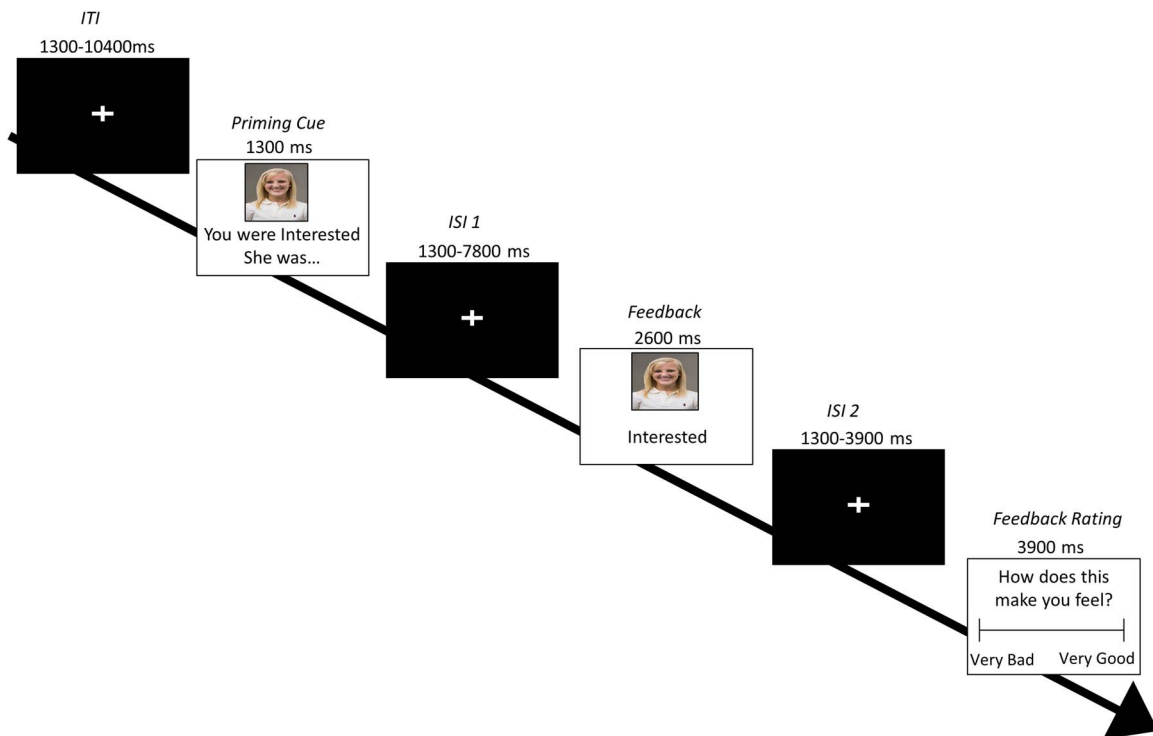 ITI
1300-10400ms
Priming Cue
1300 ms
You were Interested
She was...
ISI 1
1300-7800 ms
Feedback
2600 ms
Interested
ISI 2
1300-3900 ms
Feedback Rating
3900 ms
How does this
make you feel?
Very Bad Very Good